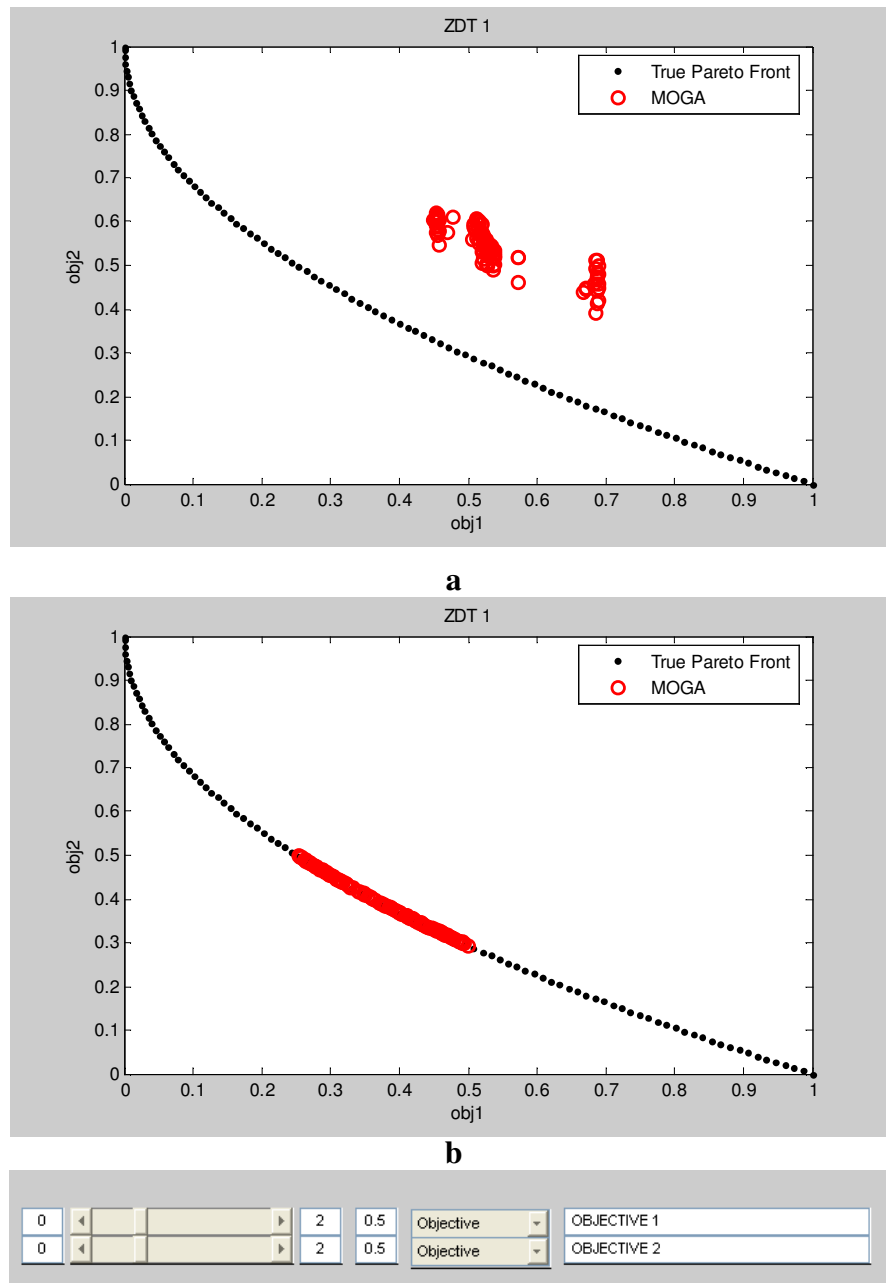 ZDT 1
True Pareto Front
MOGA
1
0.9
0.8
0.7
0.6
0.5
0.4
0.3
0.2
0.1
0
obj2
0 0.1 0.2 0.3 0.4 0.5 0.6 0.7 0.8 0.9 1
obj1
a
ZDT 1
True Pareto Front
MOGA
1
0.9
0.8
0.7
0.6
0.5
0.4
0.3
0.2
0.1
0
obj2
0 0.1 0.2 0.3 0.4 0.5 0.6 0.7 0.8 0.9 1
obj1
b
0 2 0.5 Objective OBJECTIVE 1
0 2 0.5 Objective OBJECTIVE 2